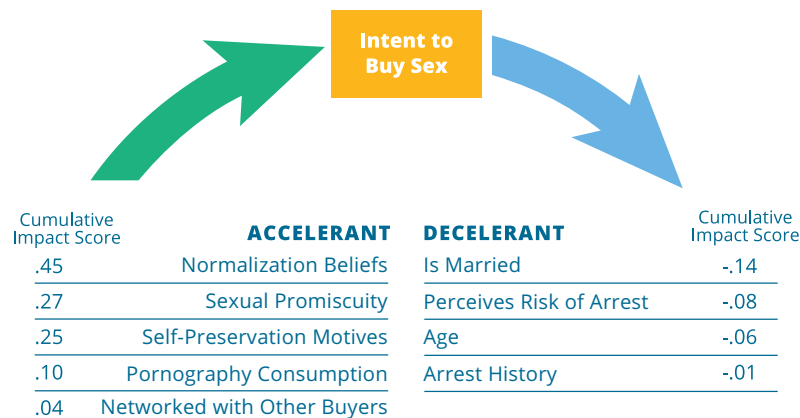 Intent to
Buy Sex
Cumulative
Impact Score
ACCELERANT
DECELERANT
Cumulative
Impact Score
.45 Normalization Beliefs
Is Married -.14
.27 Sexual Promiscuity
Perceives Risk of Arrest -.08
.25 Self-Preservation Motives
Age -.06
.10 Pornography Consumption
Arrest History -.01
.04 Networked with Other Buyers